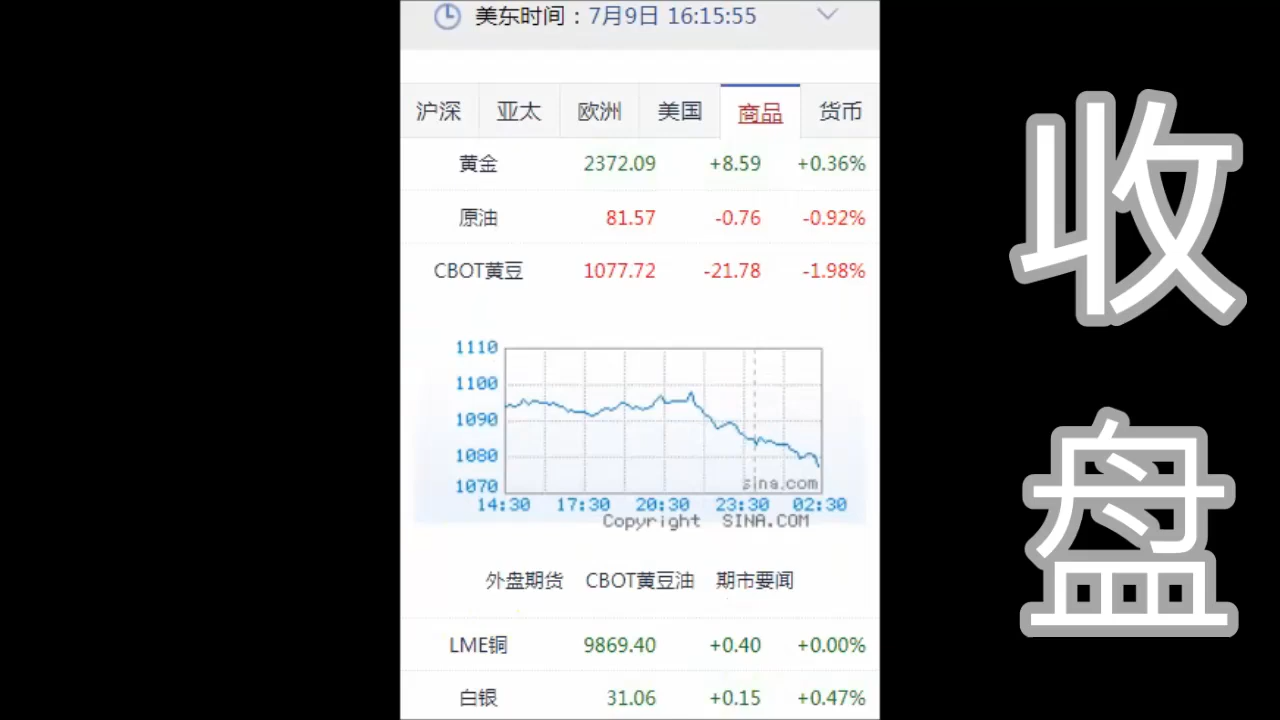 美东时间：7月9日 16:15:55
沪深 亚太 欧洲 美国 商品 货币
黄金 2372.09 +8.59 +0.36%
原油 81.57 -0.76 -0.92%
CBOT黄豆 1077.72 -21.78 -1.98%
1110
1100
1090
1080
1070
sina.com
14:30 17:30 20:30 23:30 02:30
Copyright SINA.COM
外盘期货 CBOT黄豆油 期市要闻
LME铜 9869.40 +0.40 +0.00%
白银 31.06 +0.15 +0.47%
收
盘